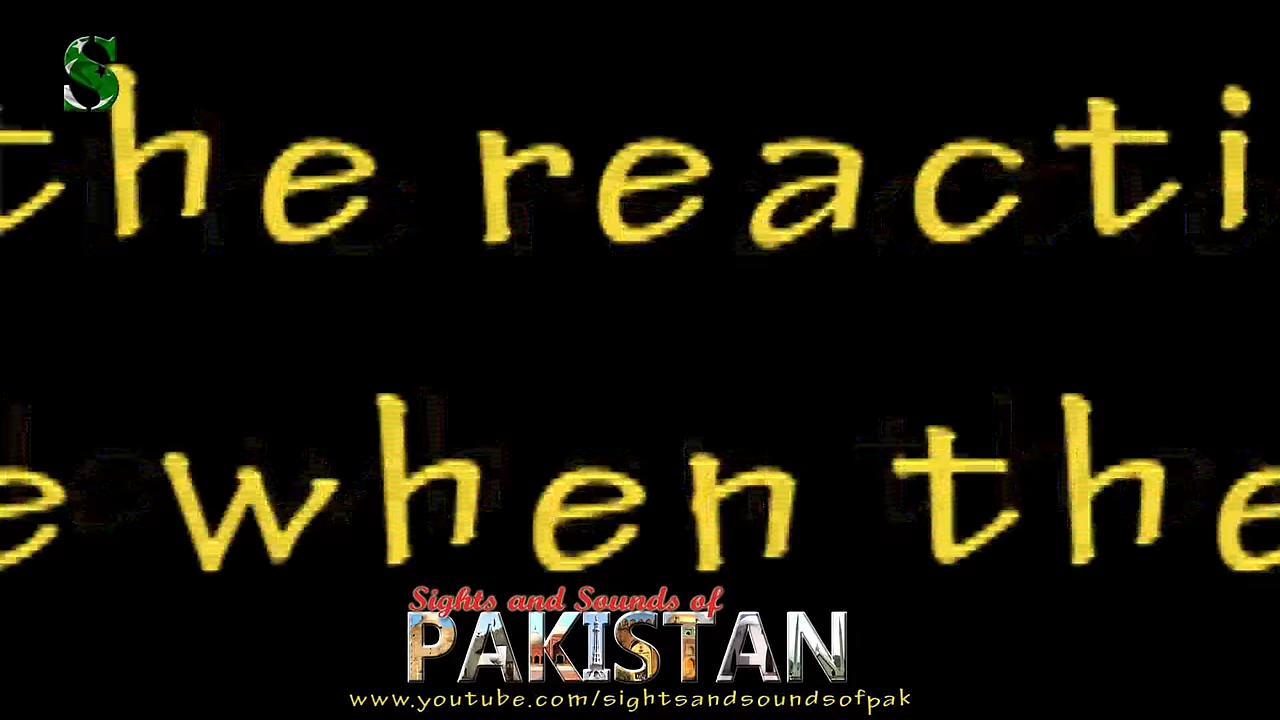 S
the reacti
e when the
Sights and Sounds of
PAKISTAN
www.youtube.com/sightsandsoundsofpak